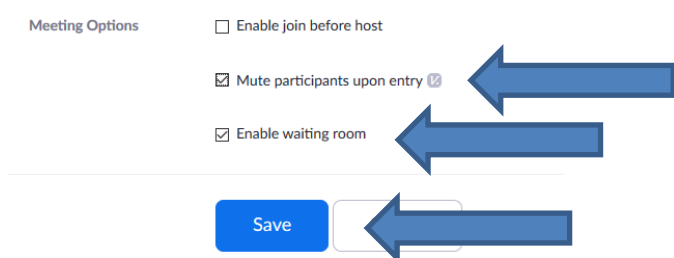 Meeting Options
Enable join before host
Mute participants upon entry
Enable waiting room
Save